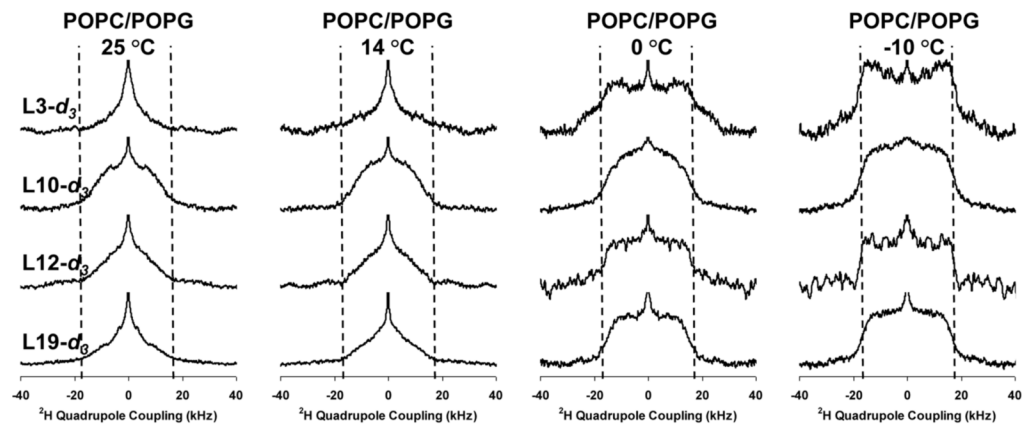 POPC/POPG POPC/POPG POPC/POPG POPC/POPG
25 °C 14 °C 0 °C -10 °C
L3-d₃
L10-d₃
L12-d₃
L19-d₃
-40 -20 0 20 40 -40 -20 0 20 40 -40 -20 0 20 40 -40 -20 0 20 40
²H Quadrupole Coupling (kHz) ²H Quadrupole Coupling (kHz) ²H Quadrupole Coupling (kHz) ²H Quadrupole Coupling (kHz)